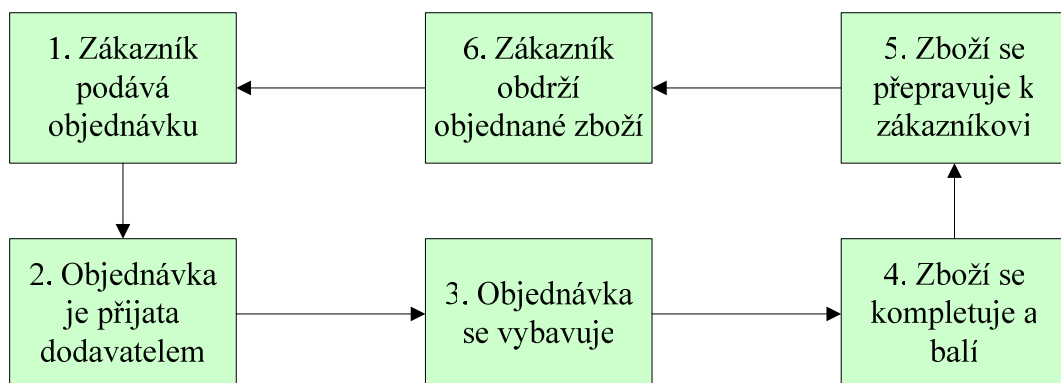 1. Zákazník
podává
objednávku
6. Zákazník
obdrží
objednané zboží
5. Zboží se
přepravuje k
zákazníkovi
2. Objednávka
je přijata
dodavatelem
3. Objednávka
se vybavuje
4. Zboží se
kompletuje a
balí